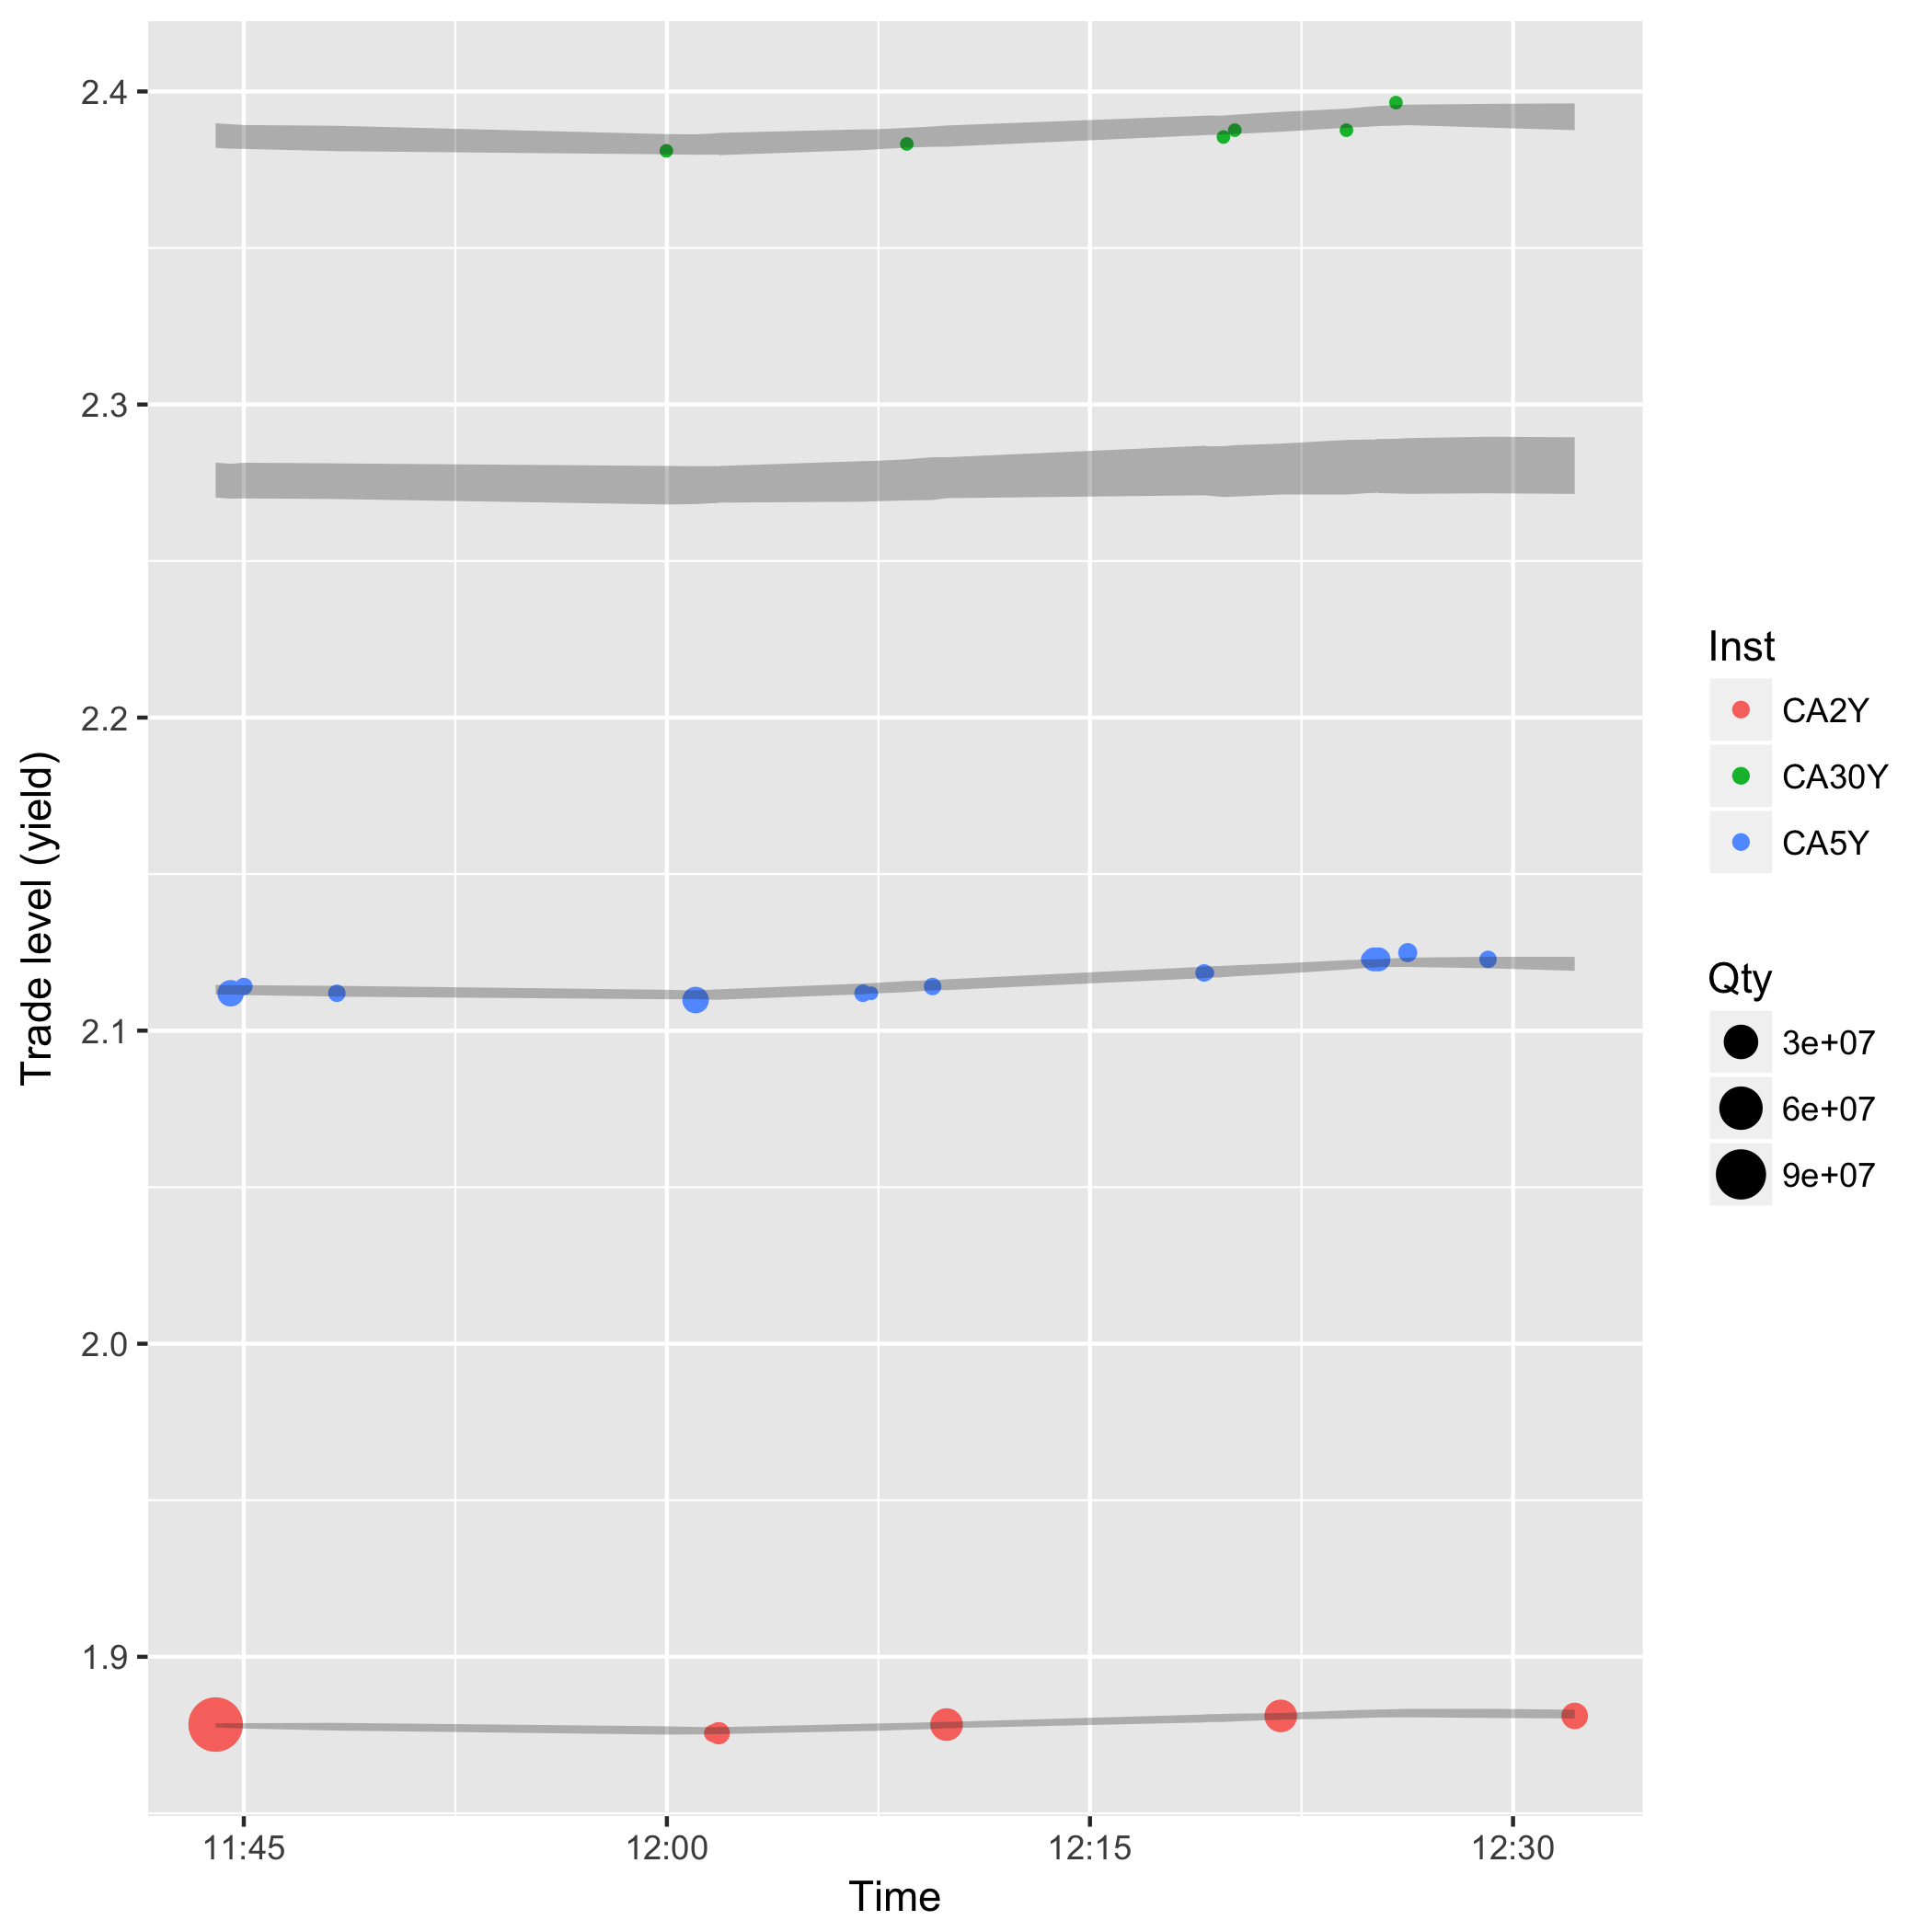 Trade level (yield)
2.4
2.3
2.2
2.1
2.0
1.9
11:45
12:00
12:15
12:30
Time
Inst
CA2Y
CA30Y
CA5Y
Qty
3e+07
6e+07
9e+07